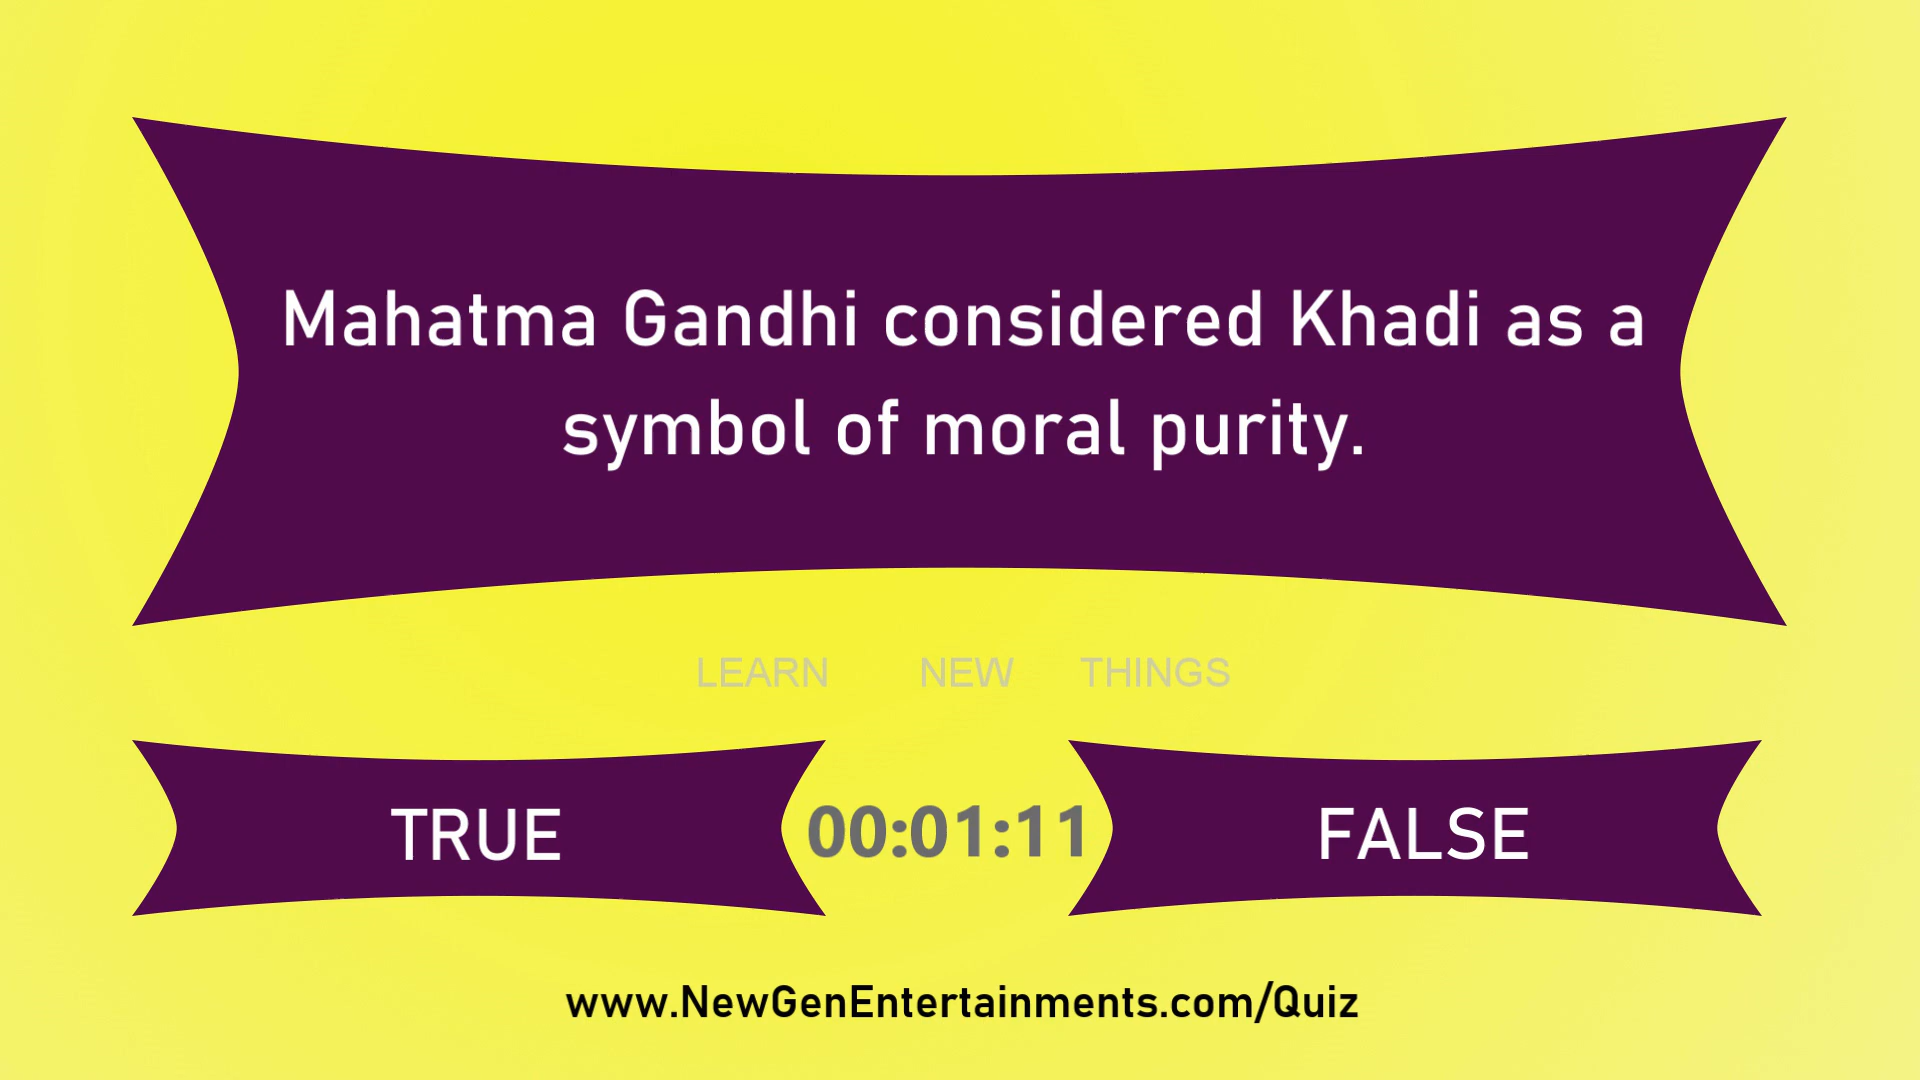 Mahatma Gandhi considered Khadi as a
symbol of moral purity.
LEARN NEW THINGS
TRUE 00:01:11 FALSE
www.NewGenEntertainments.com/Quiz